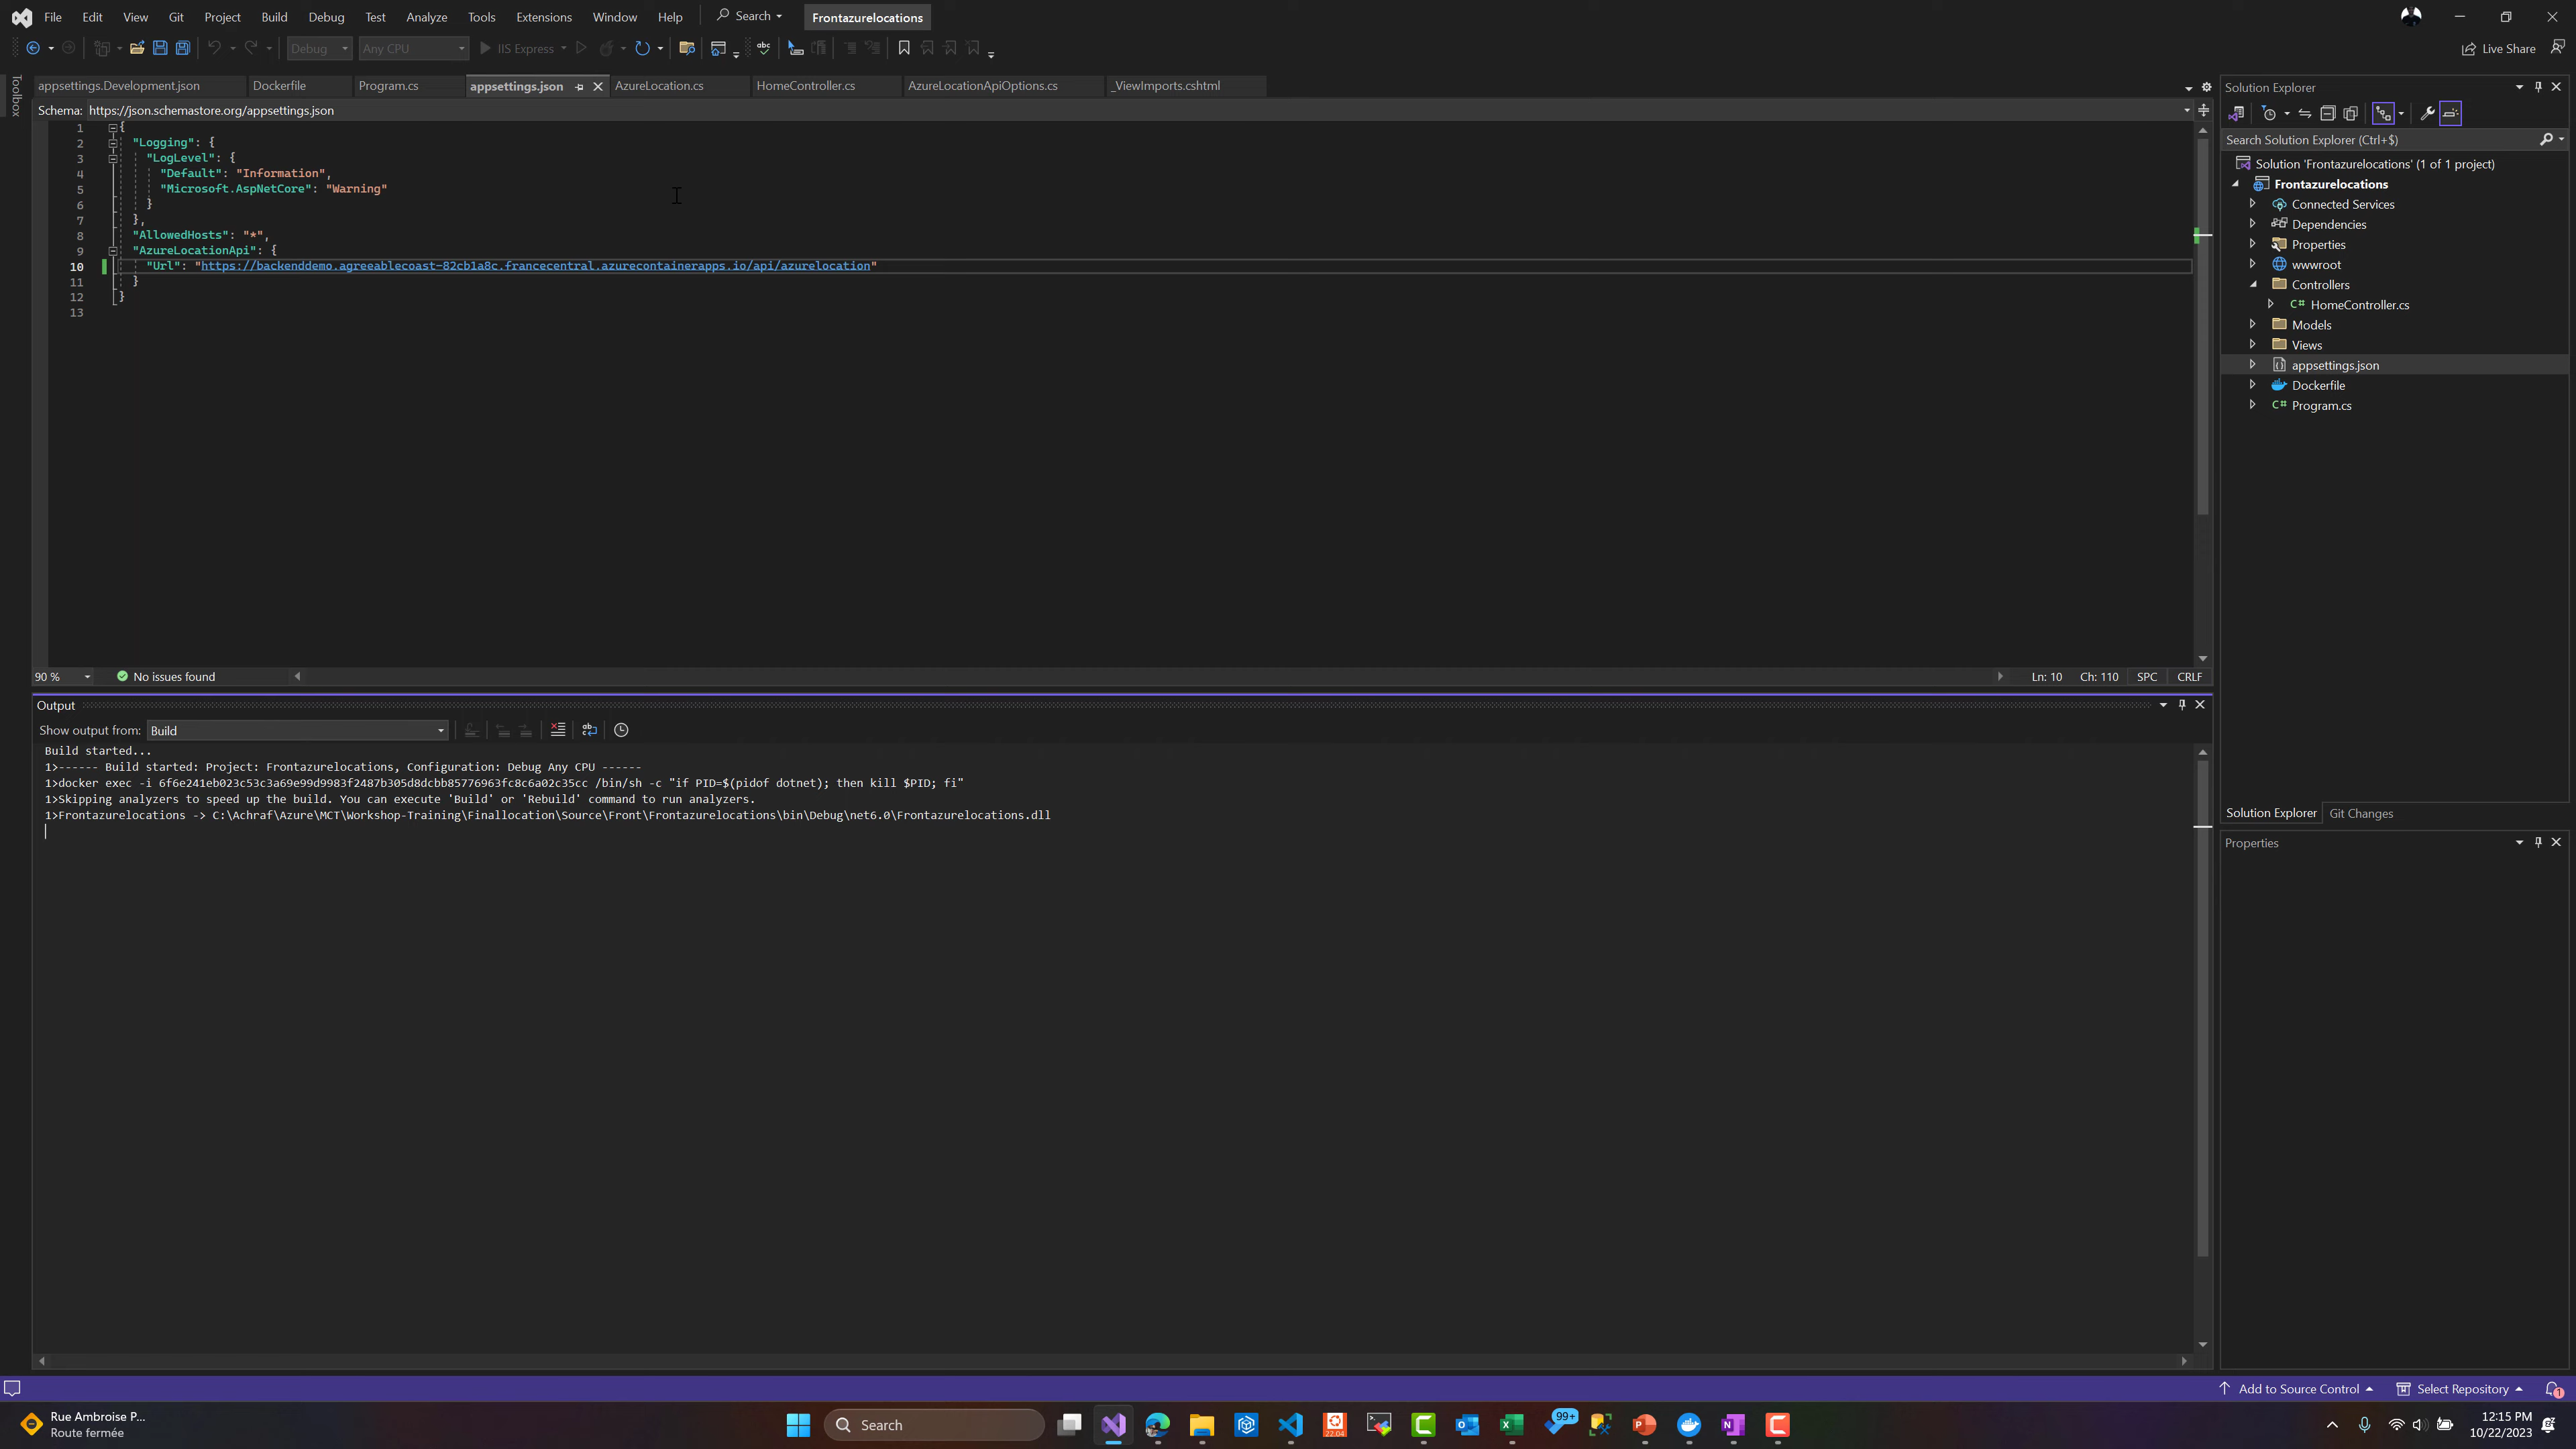 File Edit View Git Project Build Debug Test Analyze Tools Extensions Window Help Search Frontazurelocations
Debug Any CPU IIS Express Live Share
Toolbox
appsettings.Development.json Dockerfile Program.cs appsettings.json AzureLocation.cs HomeController.cs AzureLocationApiOptions.cs _ViewImports.cshtml
Schema: https://json.schemastore.org/appsettings.json
1 {
2 "Logging": {
3 "LogLevel": {
4 "Default": "Information",
5 "Microsoft.AspNetCore": "Warning"
6 }
7 },
8 "AllowedHosts": "*",
9 "AzureLocationApi": {
10 "Url": "https://backenddemo.agreeablecoast-82cb1a8c.francecentral.azurecontainerapps.io/api/azurelocation"
11 }
12 }
13
90 % No issues found Ln: 10 Ch: 110 SPC CRLF
Output
Show output from: Build
Build started...
1>------ Build started: Project: Frontazurelocations, Configuration: Debug Any CPU ------
1>docker exec -i 6f6e241eb023c53c3a69e99d9983f2487b305d8dcbb85776963fc8c6a02c35cc /bin/sh -c "if PID=$(pidof dotnet); then kill $PID; fi"
1>Skipping analyzers to speed up the build. You can execute 'Build' or 'Rebuild' command to run analyzers.
1>Frontazurelocations -> C:\Achraf\Azure\MCT\Workshop-Training\Finallocation\Source\Front\Frontazurelocations\bin\Debug\net6.0\Frontazurelocations.dll
Solution Explorer
Search Solution Explorer (Ctrl+$)
Solution 'Frontazurelocations' (1 of 1 project)
Frontazurelocations
Connected Services
Dependencies
Properties
wwwroot
Controllers
C# HomeController.cs
Models
Views
appsettings.json
Dockerfile
C# Program.cs
Solution Explorer Git Changes
Properties
Add to Source Control Select Repository 1
Rue Ambroise P...
Route fermée
Search
22.04
99+
12:15 PM
10/22/2023